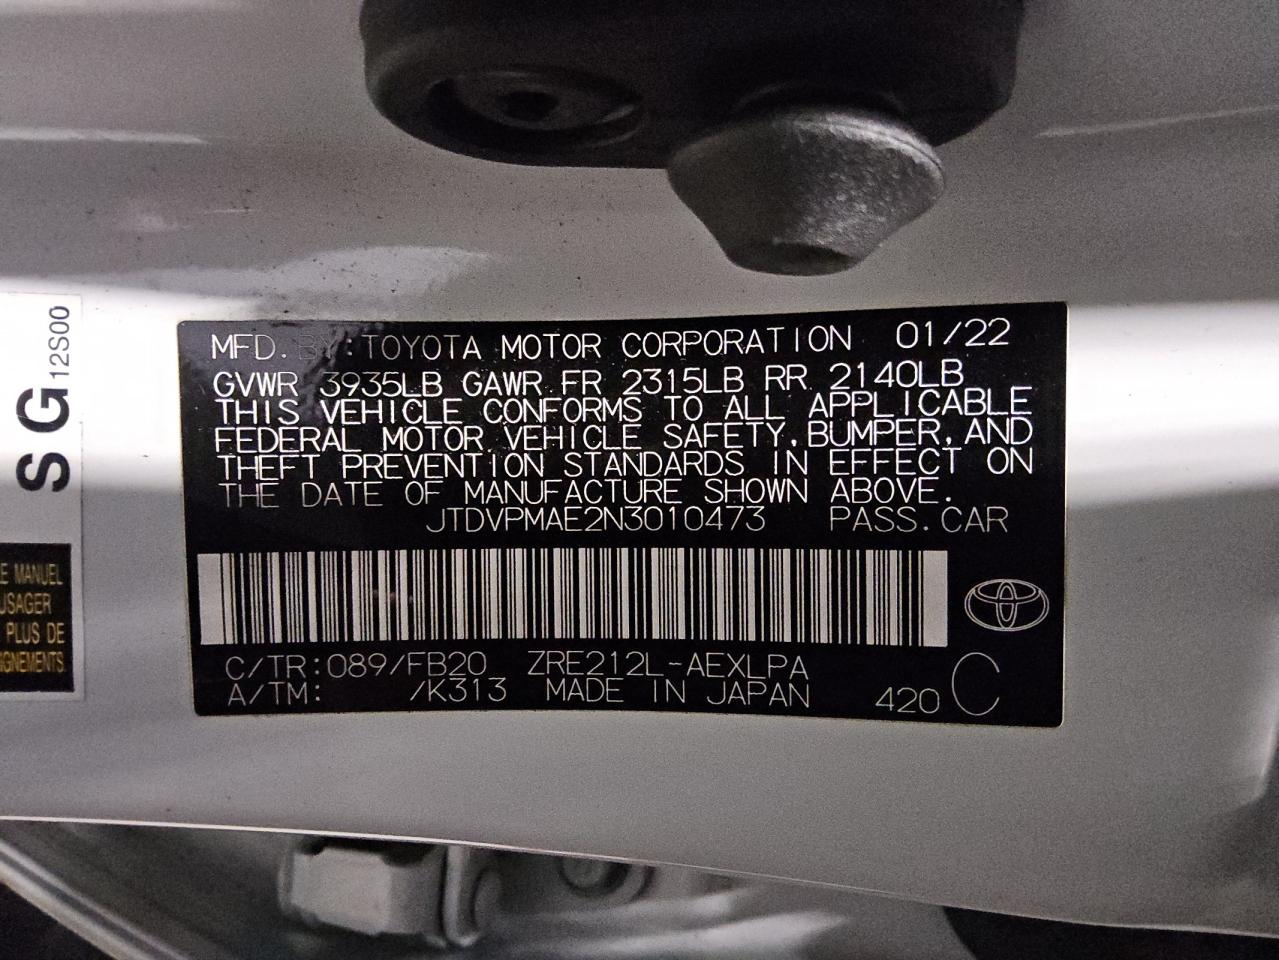 SG12S00
E MANUEL
USAGER
PLUS DE
IGNEMENTS
MFD. BY:TOYOTA MOTOR CORPORATION 01/22
GVWR 3935LB GAWR FR 2315LB RR 2140LB
THIS VEHICLE CONFORMS TO ALL APPLICABLE
FEDERAL MOTOR VEHICLE SAFETY,BUMPER,AND
THEFT PREVENTION STANDARDS IN EFFECT ON
THE DATE OF MANUFACTURE SHOWN ABOVE.
JTDVPMAE2N3010473 PASS.CAR
C/TR:089/FB20 ZRE212L-AEXLPA
A/TM: /K313 MADE IN JAPAN 420 C